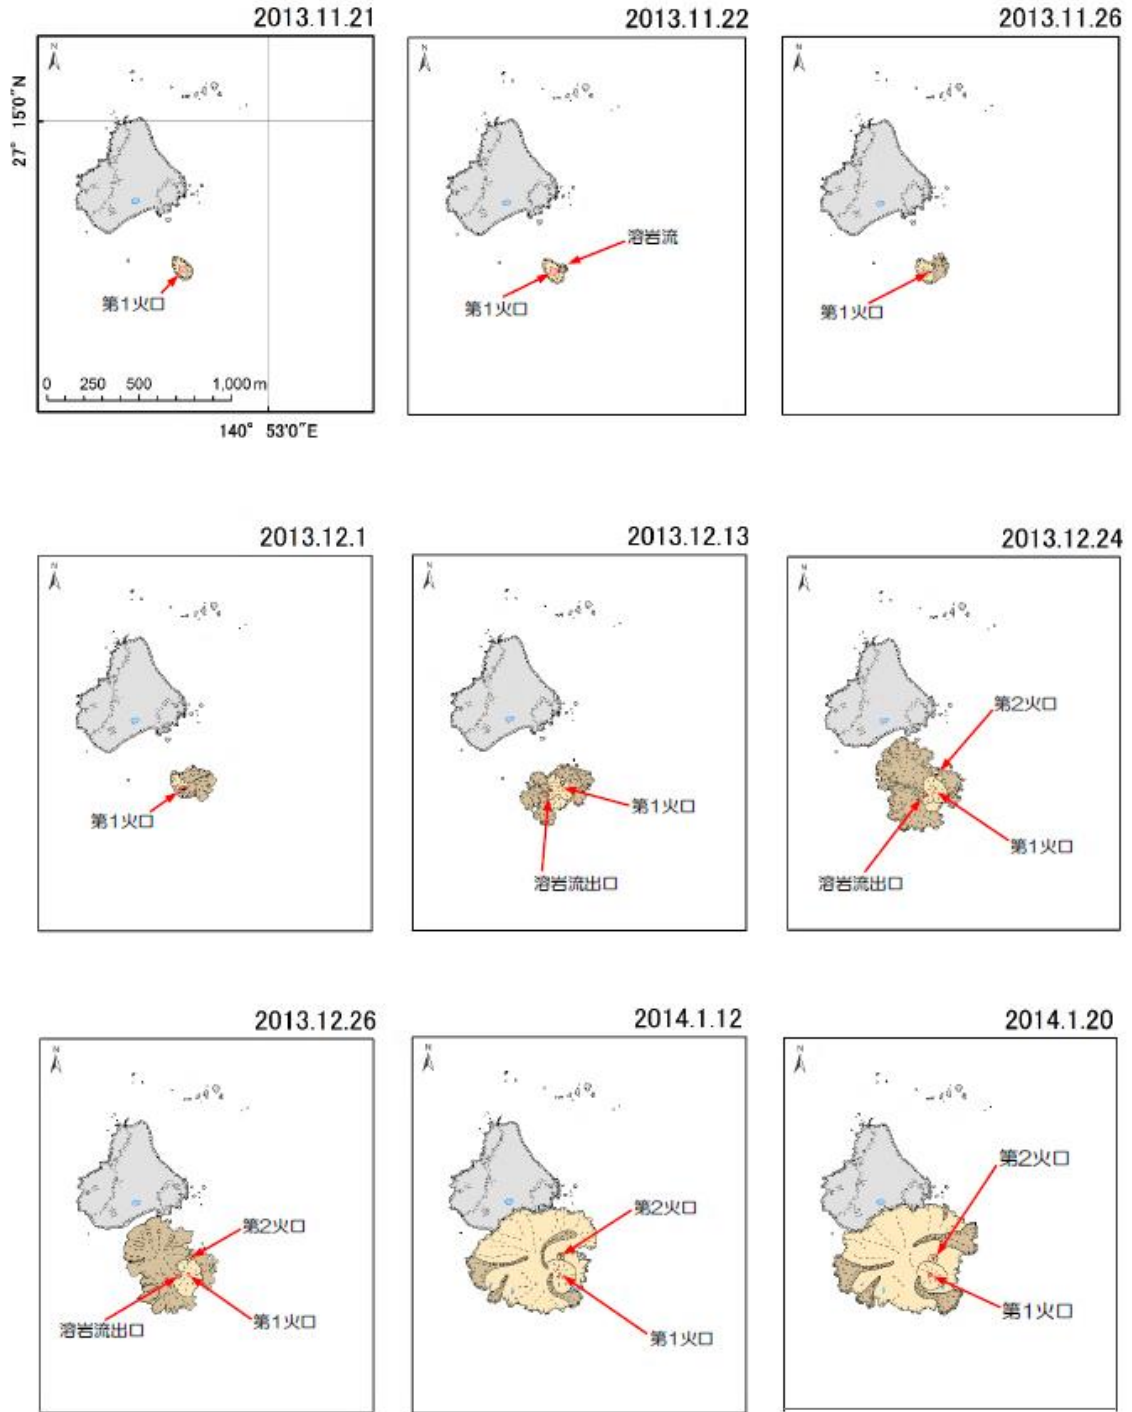 2013.11.21
N
27° 15'0"N
第1火口
0 250 500 1,000m
140° 53'0"E
2013.11.22
N
溶岩流
第1火口
2013.11.26
N
第1火口
2013.12.1
N
第1火口
2013.12.13
N
第1火口
溶岩流出口
2013.12.24
N
第2火口
第1火口
溶岩流出口
2013.12.26
N
第2火口
第1火口
溶岩流出口
2014.1.12
N
第2火口
第1火口
2014.1.20
N
第2火口
第1火口